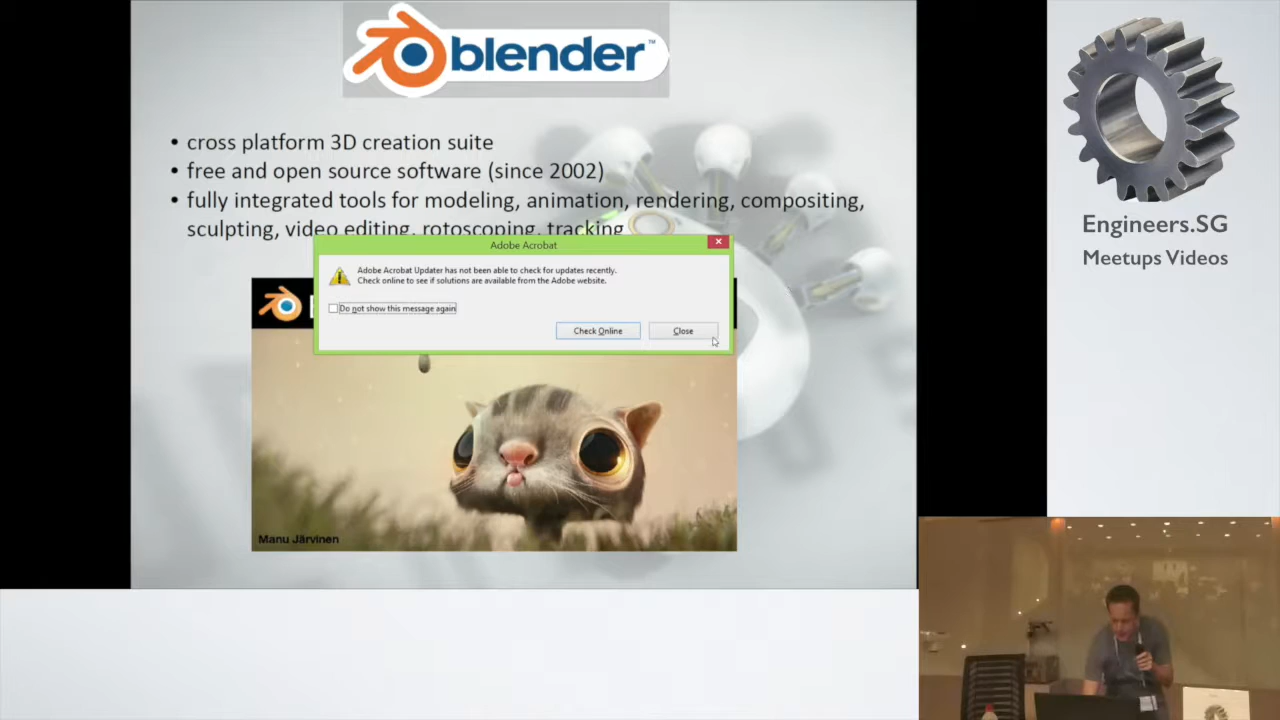 blender™
• cross platform 3D creation suite
• free and open source software (since 2002)
• fully integrated tools for modeling, animation, rendering, compositing,
sculpting, video editing, rotoscoping, tracking
Adobe Acrobat
Adobe Acrobat Updater has not been able to check for updates recently.
Check online to see if solutions are available from the Adobe website.
Do not show this message again
Check Online
Close
Manu Järvinen
Engineers.SG
Meetups Videos